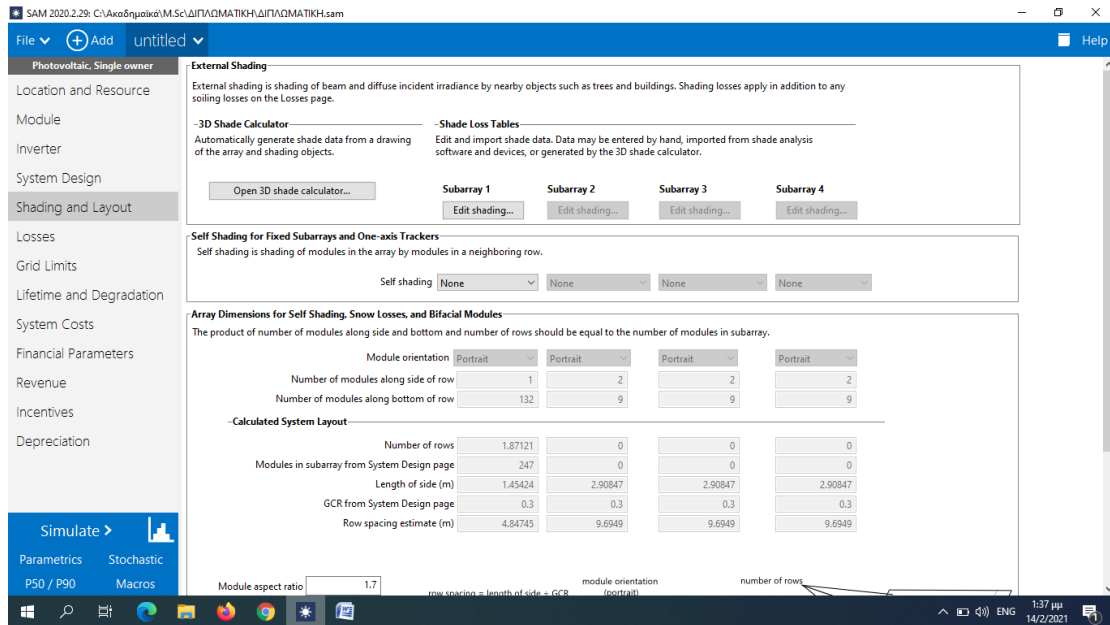 SAM 2020.2.29: C:\Ακαδημαϊκά\M.Sc\ΔΙΠΛΩΜΑΤΙΚΗ\ΔΙΠΛΩΜΑΤΙΚΗ.sam
File Add untitled Help
Photovoltaic, Single owner
Location and Resource
Module
Inverter
System Design
Shading and Layout
Losses
Grid Limits
Lifetime and Degradation
System Costs
Financial Parameters
Revenue
Incentives
Depreciation
Simulate >
Parametrics Stochastic
P50 / P90 Macros
External Shading
External shading is shading of beam and diffuse incident irradiance by nearby objects such as trees and buildings. Shading losses apply in addition to any
soiling losses on the Losses page.
3D Shade Calculator
Automatically generate shade data from a drawing
of the array and shading objects.
Open 3D shade calculator...
Shade Loss Tables
Edit and import shade data. Data may be entered by hand, imported from shade analysis
software and devices, or generated by the 3D shade calculator.
Subarray 1 Subarray 2 Subarray 3 Subarray 4
Edit shading... Edit shading... Edit shading... Edit shading...
Self Shading for Fixed Subarrays and One-axis Trackers
Self shading is shading of modules in the array by modules in a neighboring row.
Self shading None None None None
Array Dimensions for Self Shading, Snow Losses, and Bifacial Modules
The product of number of modules along side and bottom and number of rows should be equal to the number of modules in subarray.
Module orientation Portrait Portrait Portrait Portrait
Number of modules along side of row 1 2 2 2
Number of modules along bottom of row 132 9 9 9
Calculated System Layout
Number of rows 1.87121 0 0 0
Modules in subarray from System Design page 247 0 0 0
Length of side (m) 1.45424 2.90847 2.90847 2.90847
GCR from System Design page 0.3 0.3 0.3 0.3
Row spacing estimate (m) 4.84745 9.6949 9.6949 9.6949
Module aspect ratio 1.7
module orientation
(portrait)
number of rows
row spacing = length of side ÷ GCR
ENG
1:37 μμ
14/2/2021
1